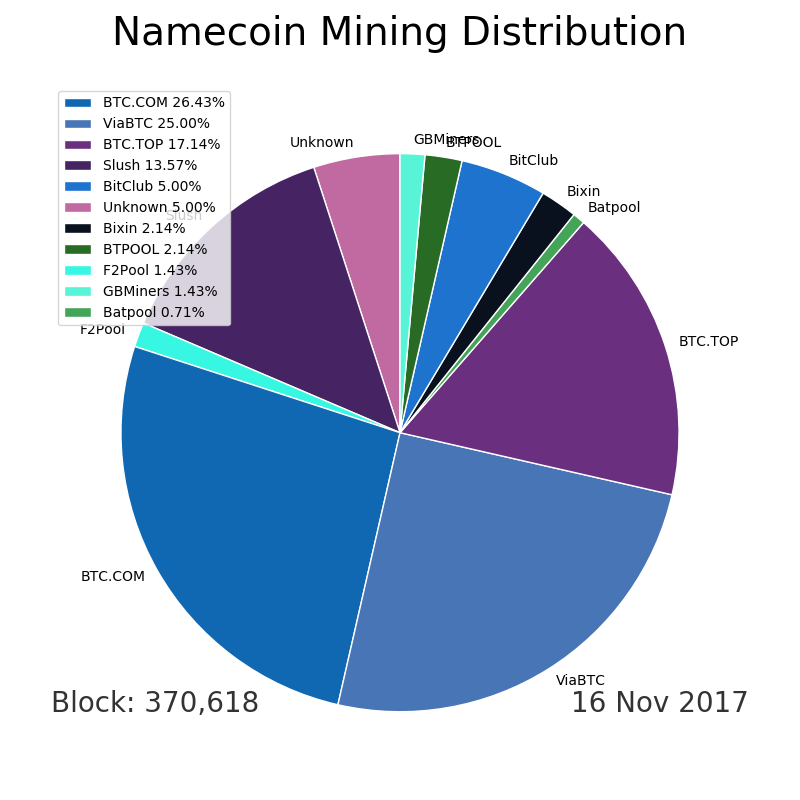 Namecoin Mining Distribution
BTC.COM 26.43%
ViaBTC 25.00%
BTC.TOP 17.14%
Slush 13.57%
BitClub 5.00%
Unknown 5.00%
Bixin 2.14%
BTPOOL 2.14%
F2Pool 1.43%
GBMiners 1.43%
Batpool 0.71%
Unknown
GBMiners
BTPOOL
BitClub
Bixin
Batpool
Slush
F2Pool
BTC.TOP
BTC.COM
ViaBTC
Block: 370,618
16 Nov 2017